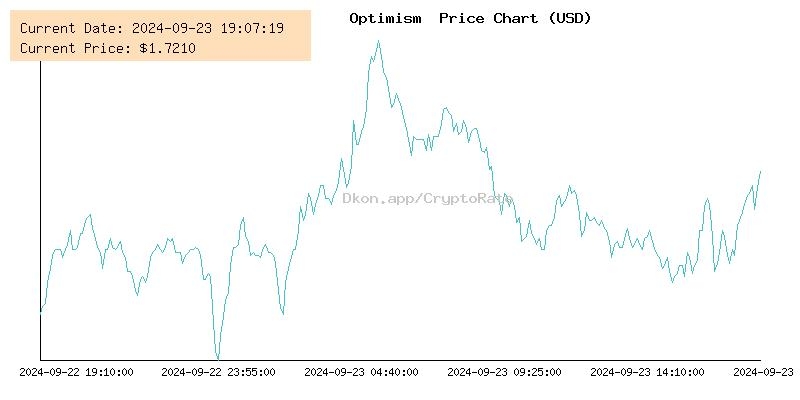 Optimism  Price Chart (USD)
Current Date: 2024-09-23 19:07:19
Current Price: $1.7210
Dkon.app/CryptoRate
2024-09-22 19:10:00
2024-09-22 23:55:00
2024-09-23 04:40:00
2024-09-23 09:25:00
2024-09-23 14:10:00
2024-09-23